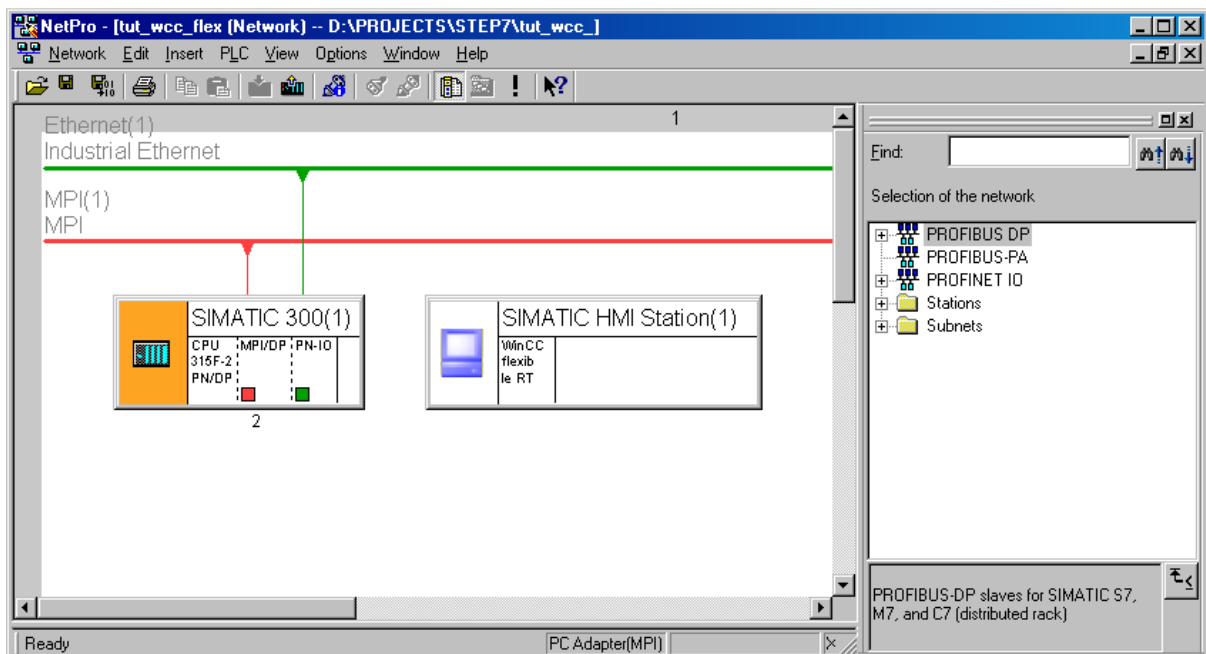 NetPro - [tut_wcc_flex (Network) -- D:\PROJECTS\STEP7\tut_wcc_]
Network Edit Insert PLC View Options Window Help
1
Ethernet(1)
Industrial Ethernet
MPI(1)
MPI
SIMATIC 300(1)
CPU 315F-2 PN/DP
MPI/DP
PN-IO
2
SIMATIC HMI Station(1)
WinCC
flexib
le RT
Find:
Selection of the network
PROFIBUS DP
PROFIBUS-PA
PROFINET IO
Stations
Subnets
PROFIBUS-DP slaves for SIMATIC S7,
M7, and C7 (distributed rack)
Ready
PC Adapter(MPI)